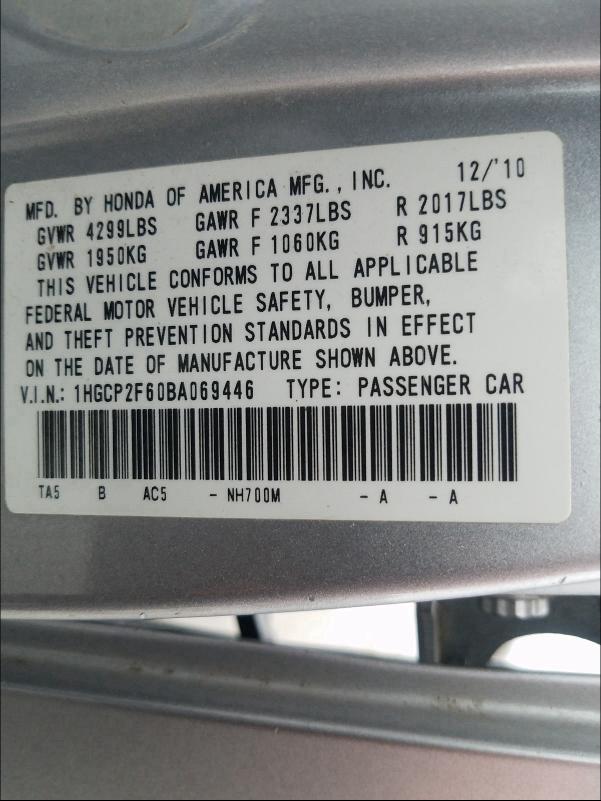 MFD. BY HONDA OF AMERICA MFG., INC. 12/'10
GVWR 4299LBS GAWR F 2337LBS R 2017LBS
GVWR 1950KG GAWR F 1060KG R 915KG
THIS VEHICLE CONFORMS TO ALL APPLICABLE
FEDERAL MOTOR VEHICLE SAFETY, BUMPER,
AND THEFT PREVENTION STANDARDS IN EFFECT
ON THE DATE OF MANUFACTURE SHOWN ABOVE.
V.I.N.: 1HGCP2F60BA069446 TYPE: PASSENGER CAR
TA5 B AC5 - NH700M - A - A